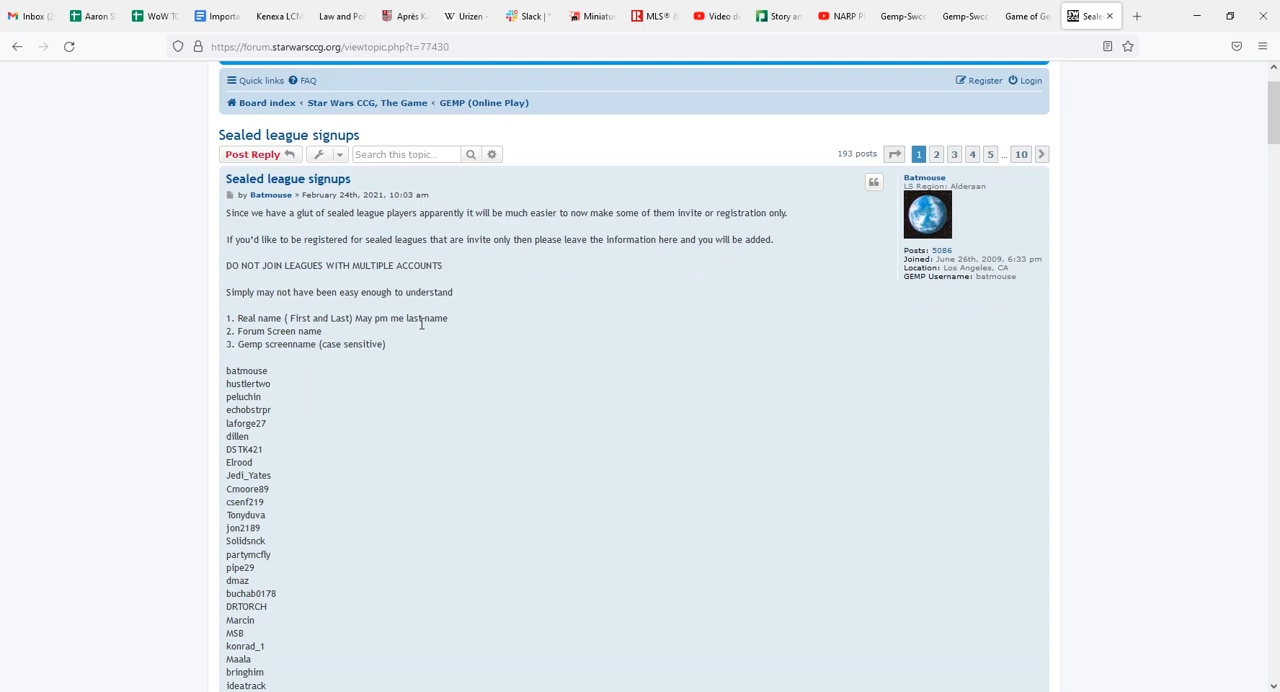 Inbox (2
Aaron S
WoW TC
Importa
Kenexa LCM
Law and Po
Après K
Urizen -
Slack | *
Miniatur
MLS® &
Video d
Story an
NARP P
Gemp-Swcc
Gemp-Swcc
Game of Ge
Seale
https://forum.starwarsccg.org/viewtopic.php?t=77430
Quick links FAQ Register Login
Board index ‹ Star Wars CCG, The Game ‹ GEMP (Online Play)
Sealed league signups
Post Reply Search this topic... 193 posts 1 2 3 4 5 ... 10
Sealed league signups
by Batmouse » February 24th, 2021, 10:03 am
Since we have a glut of sealed league players apparently it will be much easier to now make some of them invite or registration only.
If you'd like to be registered for sealed leagues that are invite only then please leave the information here and you will be added.
DO NOT JOIN LEAGUES WITH MULTIPLE ACCOUNTS
Simply may not have been easy enough to understand
1. Real name ( First and Last) May pm me last name
2. Forum Screen name
3. Gemp screenname (case sensitive)
batmouse
hustlertwo
peluchin
echobstrpr
laforge27
dillen
DSTK421
Elrood
Jedi_Yates
Cmoore89
csenf219
Tonyduva
jon2189
Solidsnck
partymcfly
pipe29
dmaz
buchab0178
DRTORCH
Marcin
MSB
konrad_1
Maala
bringhim
ideatrack
Batmouse
LS Region: Alderaan
Posts: 5086
Joined: June 26th, 2009, 6:33 pm
Location: Los Angeles, CA
GEMP Username: batmouse